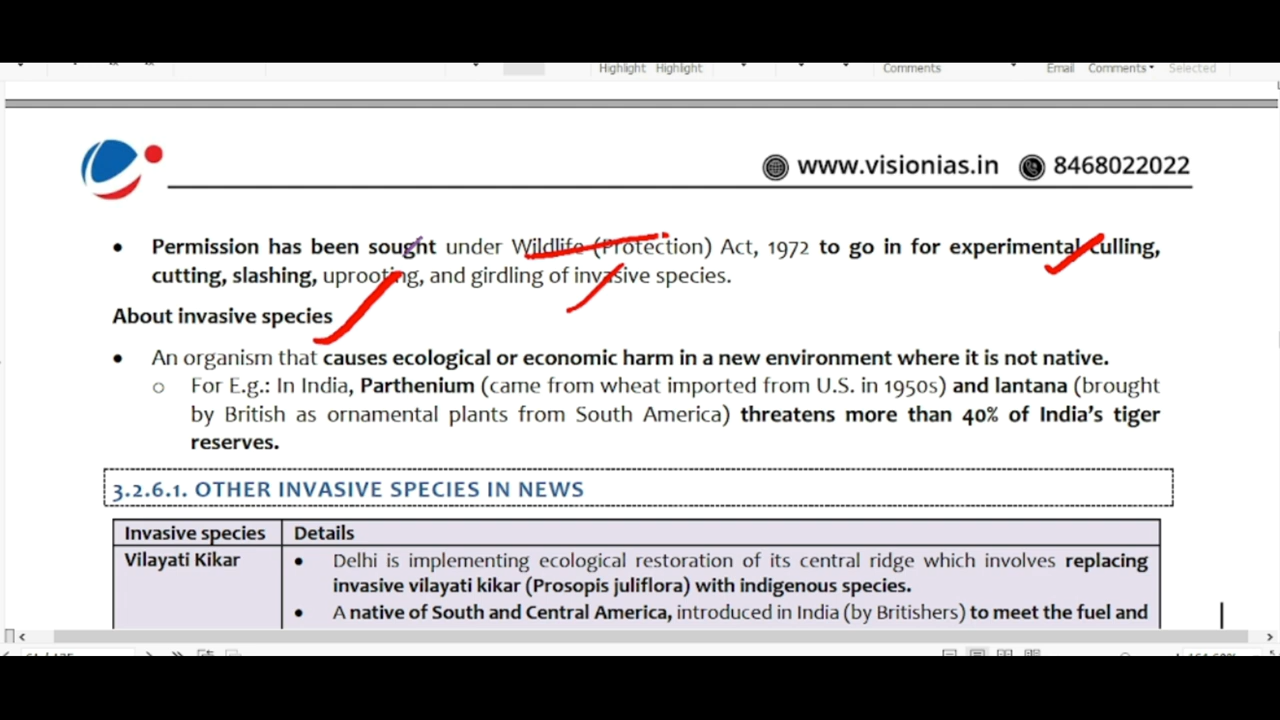 Highlight Highlight Comments Email Comments Selected
www.visionias.in 8468022022
• Permission has been sought under Wildlife (Protection) Act, 1972 to go in for experimental culling,
cutting, slashing, uprooting, and girdling of invasive species.
About invasive species
• An organism that causes ecological or economic harm in a new environment where it is not native.
o For E.g.: In India, Parthenium (came from wheat imported from U.S. in 1950s) and lantana (brought
by British as ornamental plants from South America) threatens more than 40% of India's tiger
reserves.
3.2.6.1. OTHER INVASIVE SPECIES IN NEWS
Invasive species Details
Vilayati Kikar • Delhi is implementing ecological restoration of its central ridge which involves replacing
invasive vilayati kikar (Prosopis juliflora) with indigenous species.
• A native of South and Central America, introduced in India (by Britishers) to meet the fuel and